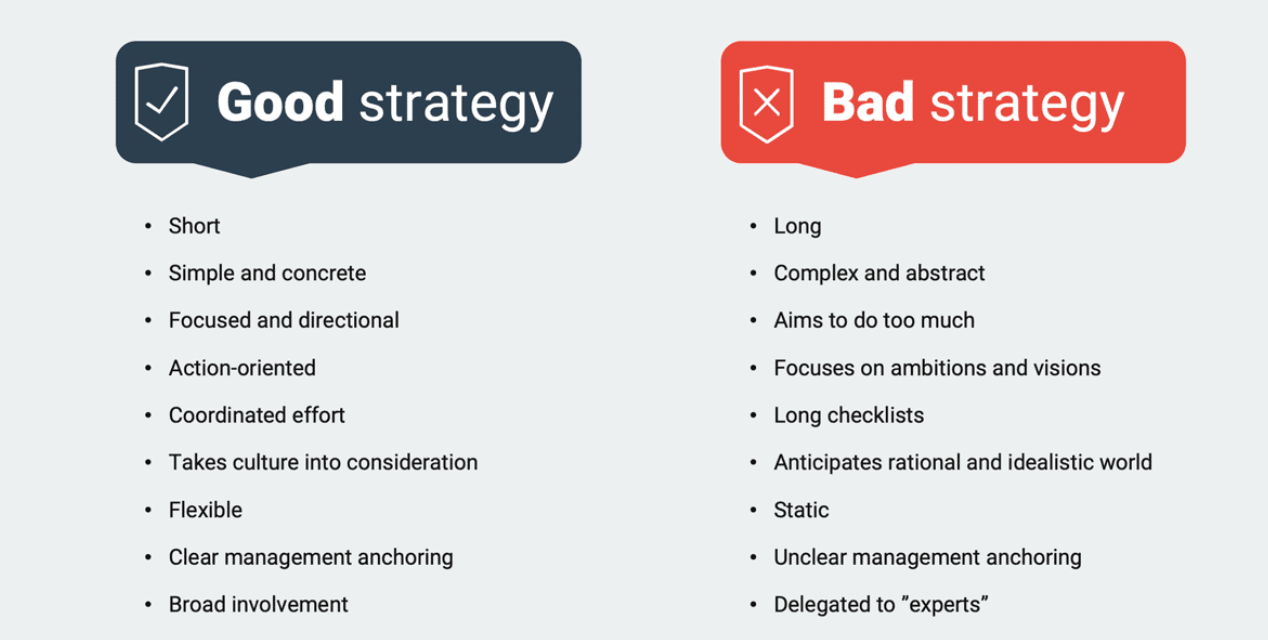 Good strategy
Short
Simple and concrete
Focused and directional
Action-oriented
Coordinated effort
Takes culture into consideration
Flexible
Clear management anchoring
Broad involvement
Bad strategy
Long
Complex and abstract
Aims to do too much
Focuses on ambitions and visions
Long checklists
Anticipates rational and idealistic world
Static
Unclear management anchoring
Delegated to ”experts”